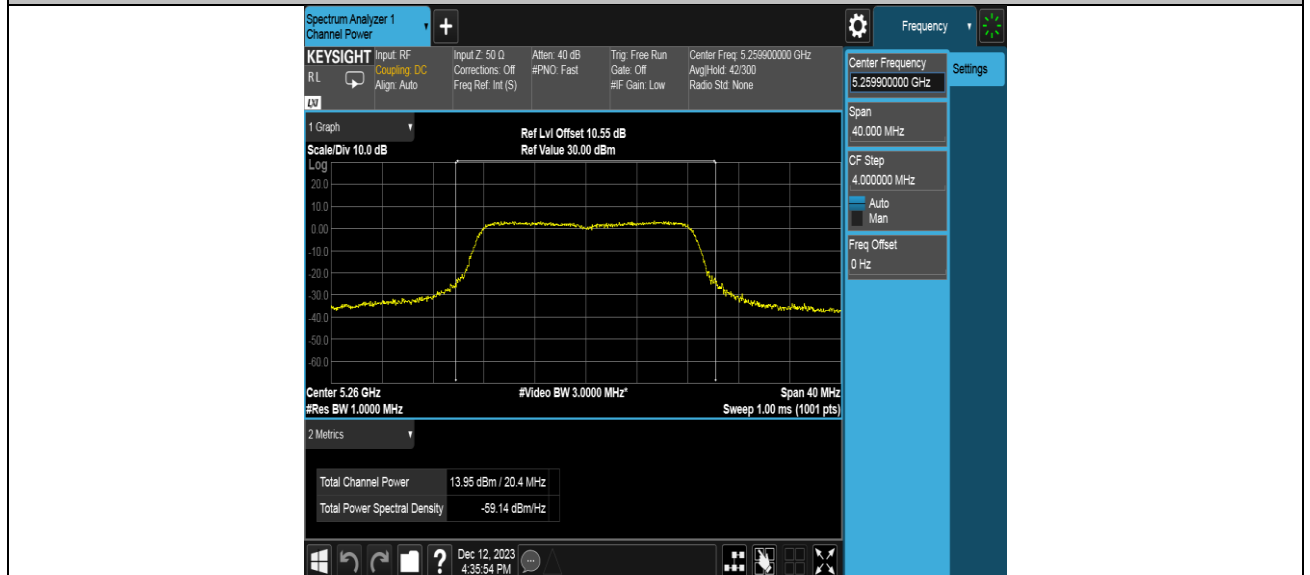 Spectrum Analyzer 1
Channel Power
+
Frequency
KEYSIGHT
RL
LXI
Input: RF
Coupling: DC
Align: Auto
Input Z: 50 Ω
Corrections: Off
Freq Ref: Int (S)
Atten: 40 dB
#PNO: Fast
Trig: Free Run
Gate: Off
#IF Gain: Low
Center Freq: 5.259900000 GHz
Avg|Hold: 42/300
Radio Std: None
Center Frequency
5.259900000 GHz
Settings
Span
40.000 MHz
CF Step
4.000000 MHz
Auto
Man
Freq Offset
0 Hz
1 Graph
Scale/Div 10.0 dB
Ref Lvl Offset 10.55 dB
Ref Value 30.00 dBm
Log
20.0
10.0
0.00
-10.0
-20.0
-30.0
-40.0
-50.0
-60.0
Center 5.26 GHz
#Video BW 3.0000 MHz*
Span 40 MHz
#Res BW 1.0000 MHz
Sweep 1.00 ms (1001 pts)
2 Metrics
Total Channel Power 13.95 dBm / 20.4 MHz
Total Power Spectral Density -59.14 dBm/Hz
?
Dec 12, 2023
4:35:54 PM